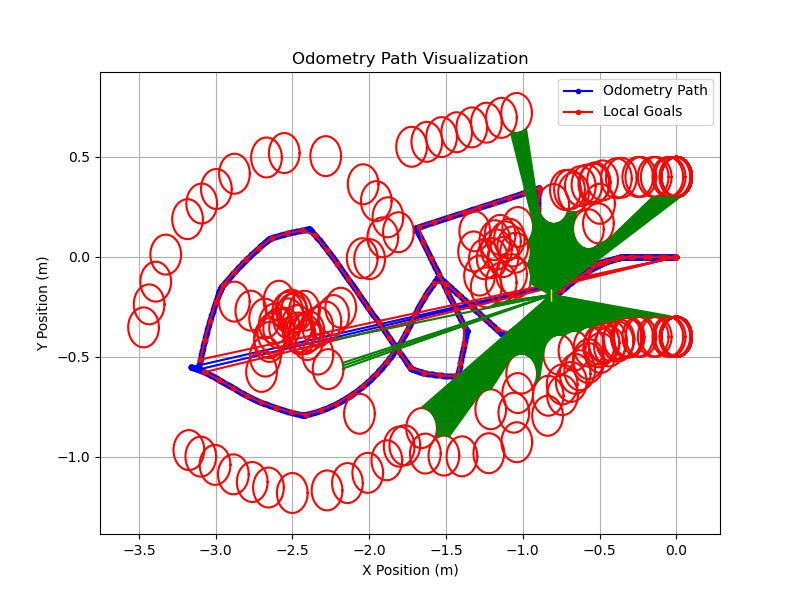 Odometry Path Visualization
Odometry Path
Local Goals
Y Position (m)
0.5
0.0
−0.5
−1.0
−3.5 −3.0 −2.5 −2.0 −1.5 −1.0 −0.5 0.0
X Position (m)